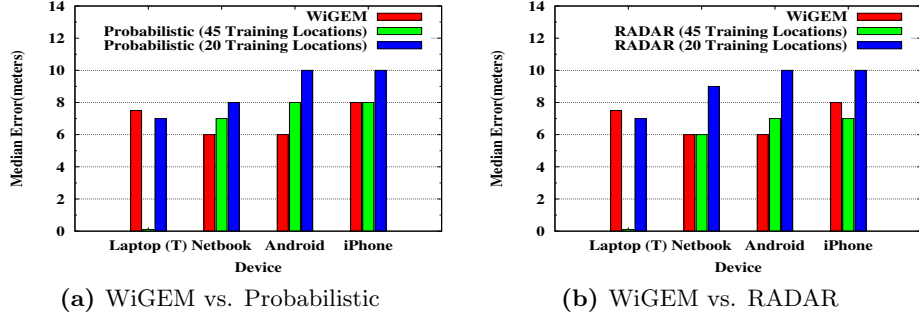 WiGEM
Probabilistic (45 Training Locations)
Probabilistic (20 Training Locations)
Median Error(meters)
14
12
10
8
6
4
2
0
Laptop (T) Netbook Android iPhone
Device
(a) WiGEM vs. Probabilistic
WiGEM
RADAR (45 Training Locations)
RADAR (20 Training Locations)
Median Error(meters)
14
12
10
8
6
4
2
0
Laptop (T) Netbook Android iPhone
Device
(b) WiGEM vs. RADAR